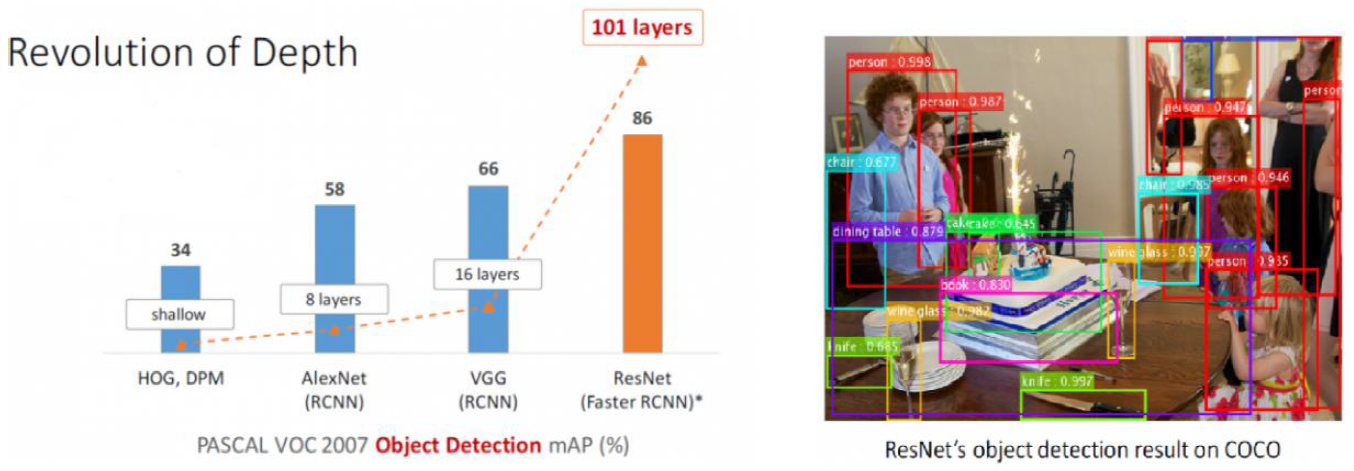 Revolution of Depth
101 layers
86
66
58
34
16 layers
8 layers
shallow
HOG, DPM
AlexNet
(RCNN)
VGG
(RCNN)
ResNet
(Faster RCNN)*
PASCAL VOC 2007 Object Detection mAP (%)
person : 0.998
person : 0.987
person
person : 0.947
chair : 0.677
person : 0.946
chair : 0.985
cake : 0.645
dining table : 0.879
wine glass : 0.997
person : 0.935
book : 0.830
wine glass : 0.982
knife : 0.685
knife : 0.997
ResNet's object detection result on COCO